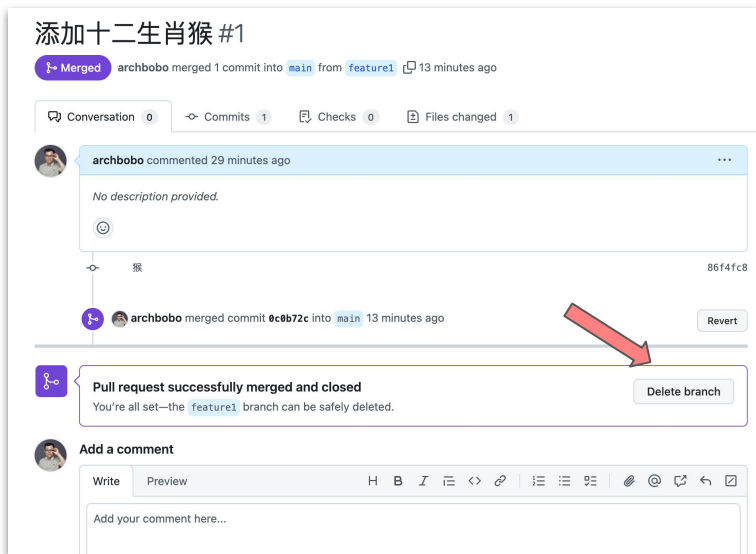 添加十二生肖猴 #1
Merged archbobo merged 1 commit into main from feature1 13 minutes ago
Conversation 0 Commits 1 Checks 0 Files changed 1
archbobo commented 29 minutes ago ...
No description provided.
猴 86f4fc8
archbobo merged commit 0c0b72c into main 13 minutes ago Revert
Pull request successfully merged and closed
You're all set—the feature1 branch can be safely deleted.
Delete branch
Add a comment
Write Preview
Add your comment here...